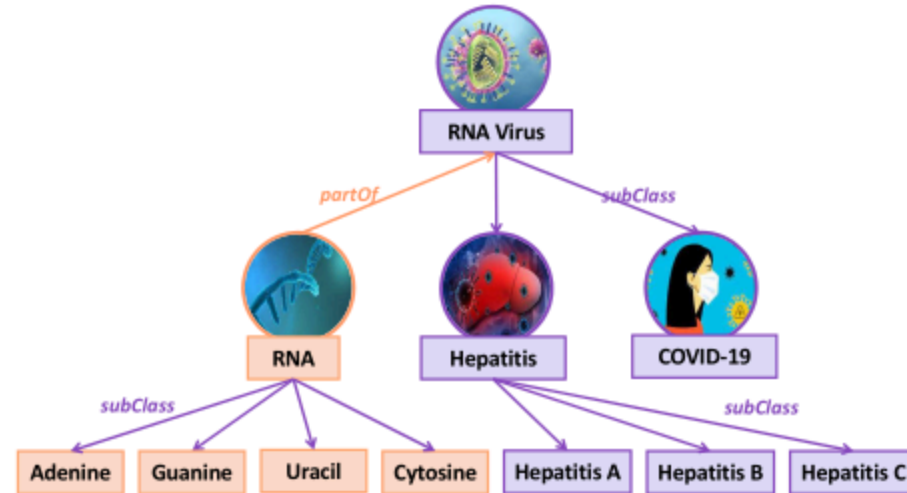 RNA Virus
partOf
subClass
RNA
Hepatitis
COVID-19
subClass
subClass
Adenine
Guanine
Uracil
Cytosine
Hepatitis A
Hepatitis B
Hepatitis C